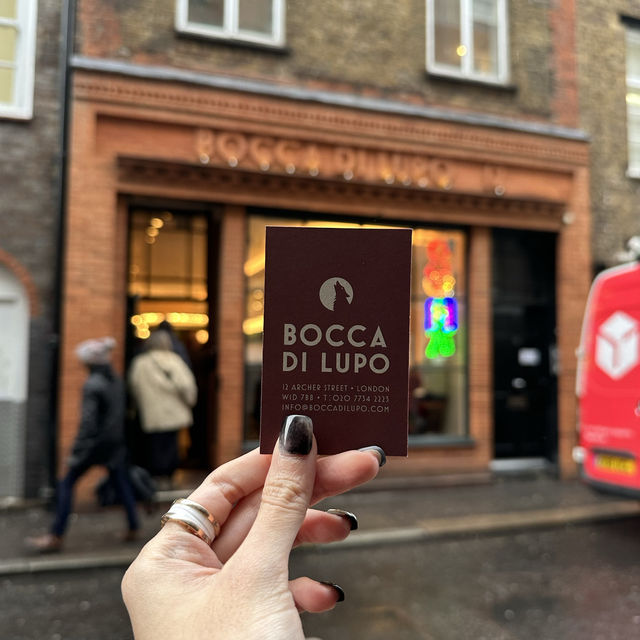 BOCCA DI LUPO
BOCCA
DI LUPO
12 ARCHER STREET • LONDON
W1D 7BB • T: 020 7734 2223
INFO@BOCCADILUPO.COM